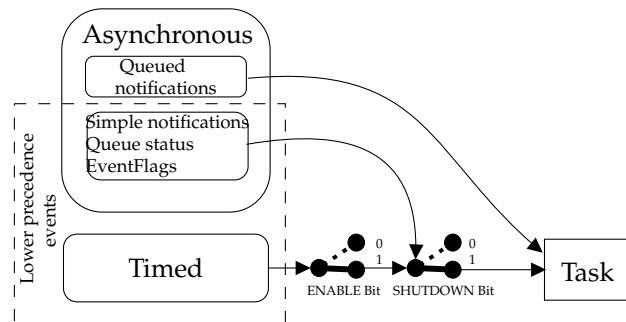 Asynchronous
Queued
notifications
Simple notifications
Queue status
EventFlags
Lower precedence
events
Timed
0
1
ENABLE Bit
0
1
SHUTDOWN Bit
Task